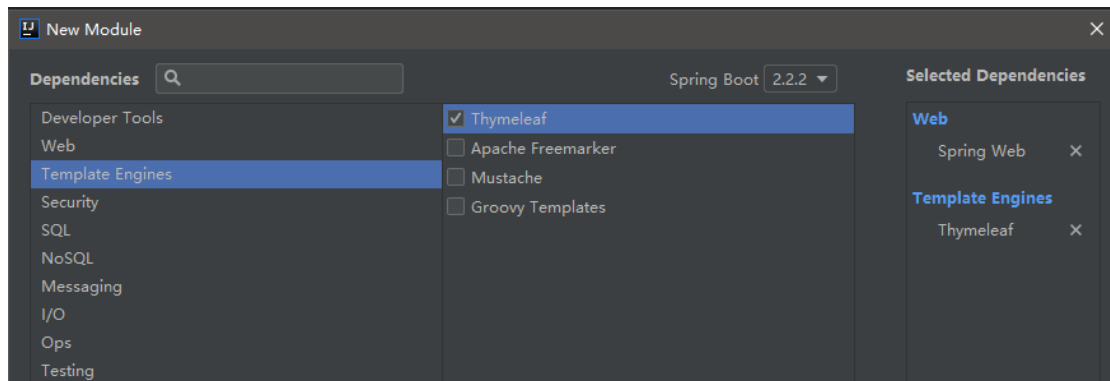 New Module
Dependencies
Spring Boot 2.2.2
Selected Dependencies
Developer Tools
Web
Template Engines
Security
SQL
NoSQL
Messaging
I/O
Ops
Testing
Thymeleaf
Apache Freemarker
Mustache
Groovy Templates
Web
Spring Web
Template Engines
Thymeleaf